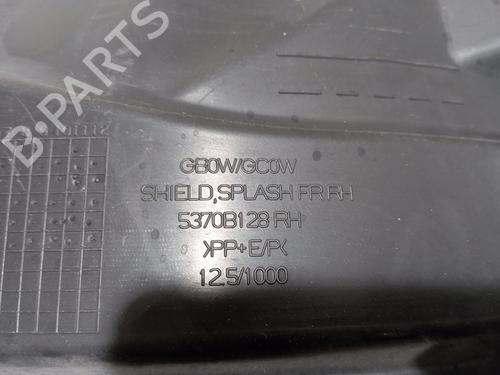 B-PARTS
GB0W/GC0W
SHIELD,SPLASH FR RH
5370B128 RH
>PP+E/P<
12.5/1000